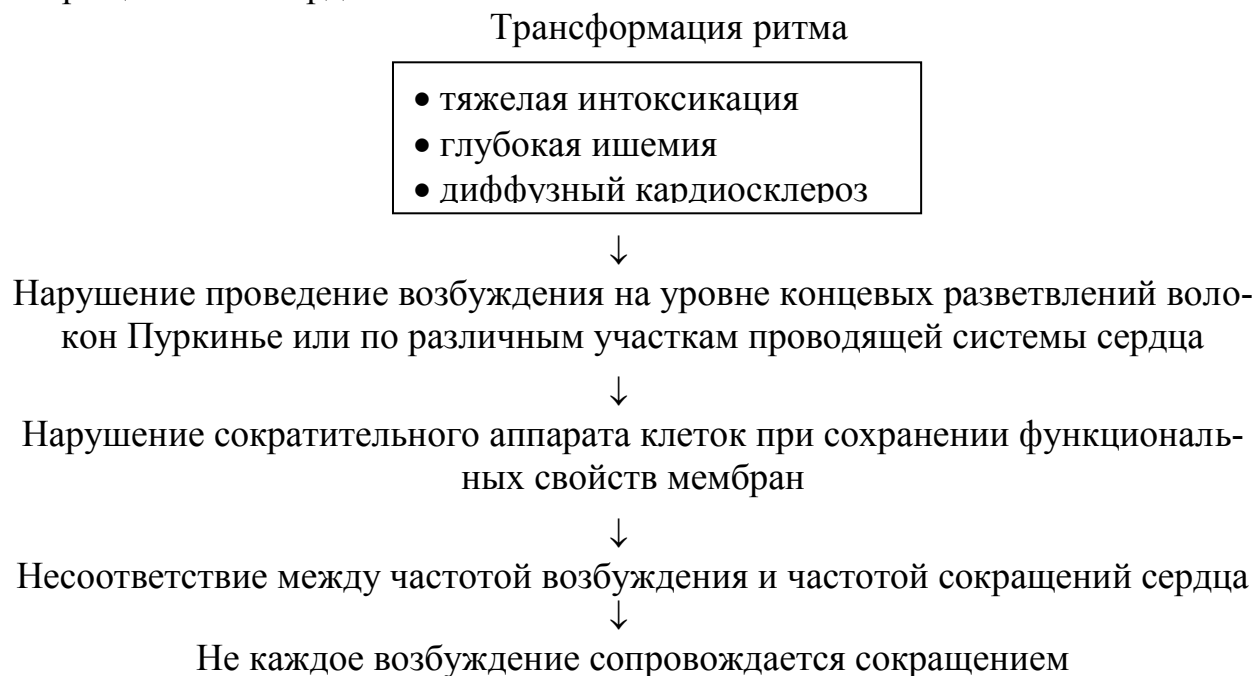 Трансформация ритма
• тяжелая интоксикация
• глубокая ишемия
• диффузный кардиосклероз
↓
Нарушение проведение возбуждения на уровне концевых разветвлений воло-
кон Пуркинье или по различным участкам проводящей системы сердца
↓
Нарушение сократительного аппарата клеток при сохранении функциональ-
ных свойств мембран
↓
Несоответствие между частотой возбуждения и частотой сокращений сердца
↓
Не каждое возбуждение сопровождается сокращением